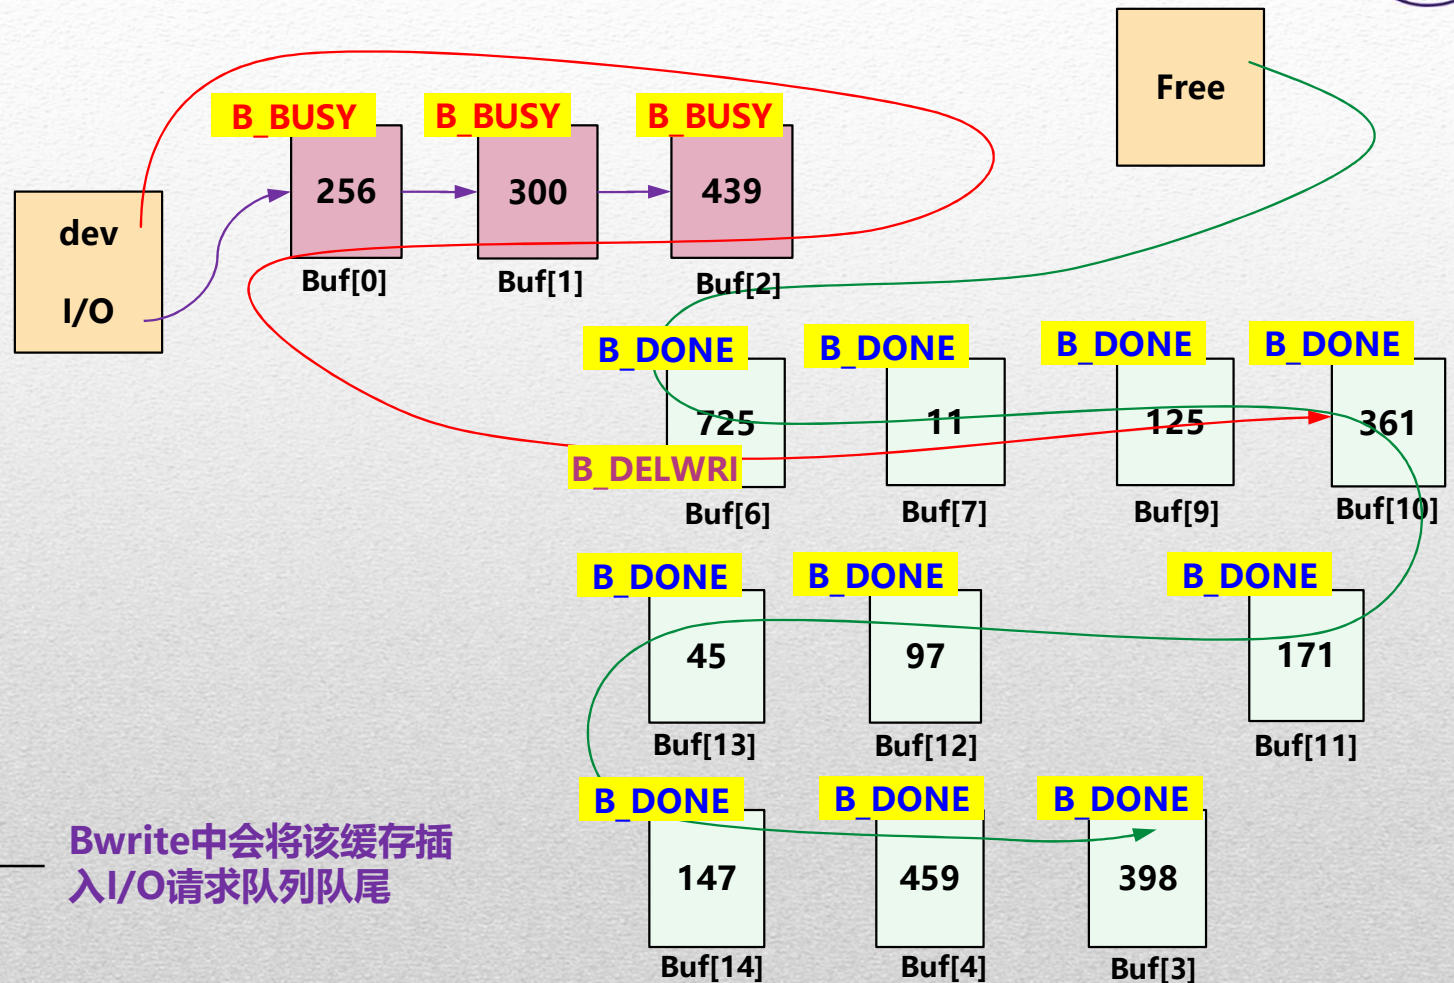 Free
B_BUSY
B_BUSY
B_BUSY
256
300
439
dev
I/O
Buf[0]
Buf[1]
Buf[2]
B_DONE
B_DONE
B_DONE
B_DONE
725
11
125
361
B_DELWRI
Buf[6]
Buf[7]
Buf[9]
Buf[10]
B_DONE
B_DONE
B_DONE
45
97
171
Buf[13]
Buf[12]
Buf[11]
B_DONE
B_DONE
B_DONE
147
459
398
Buf[14]
Buf[4]
Buf[3]
Bwrite中会将该缓存插
入I/O请求队列队尾